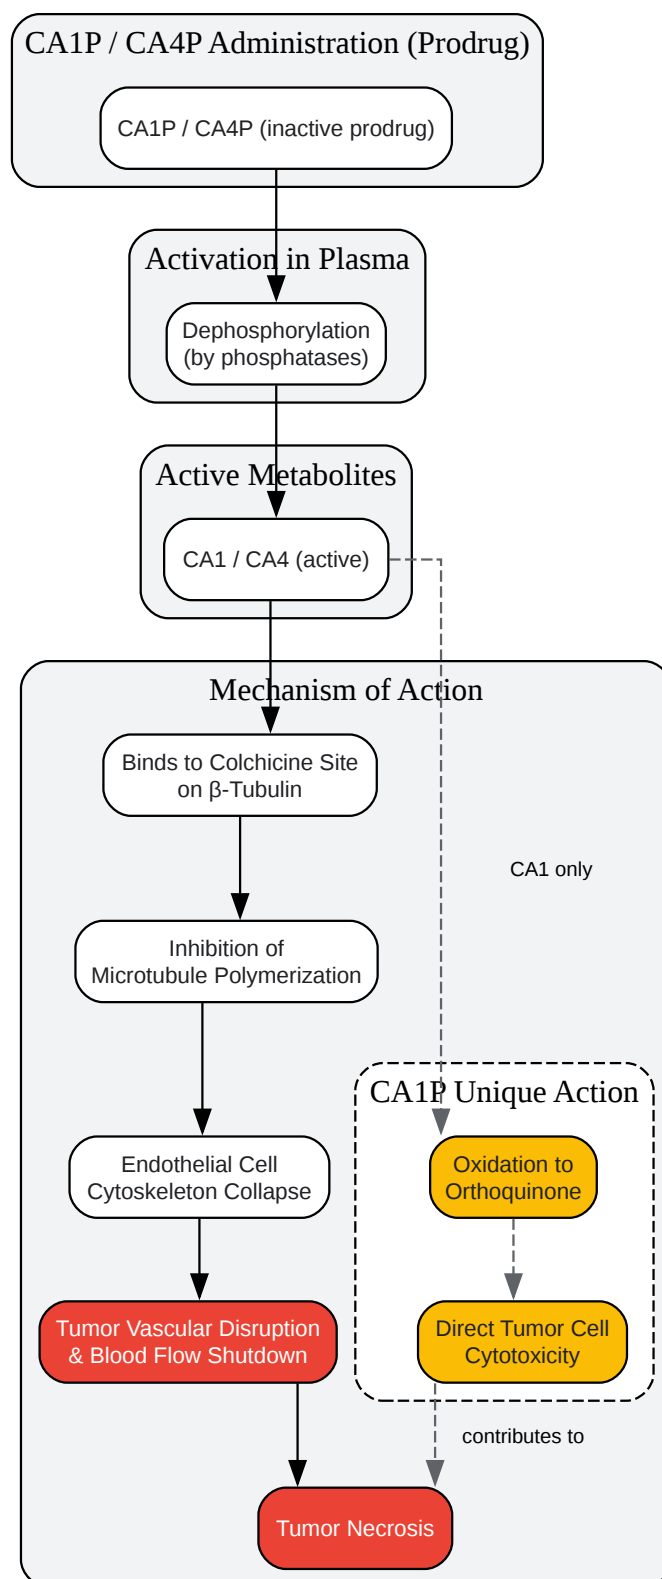 CA1P / CA4P Administration (Prodrug)
CA1P / CA4P (inactive prodrug)
Activation in Plasma
Dephosphorylation
(by phosphatases)
Active Metabolites
CA1 / CA4 (active)
Mechanism of Action
Binds to Colchicine Site
on β-Tubulin
CA1 only
Inhibition of
Microtubule Polymerization
CA1P Unique Action
Endothelial Cell
Cytoskeleton Collapse
Oxidation to
Orthoquinone
Tumor Vascular Disruption
& Blood Flow Shutdown
Direct Tumor Cell
Cytotoxicity
contributes to
Tumor Necrosis